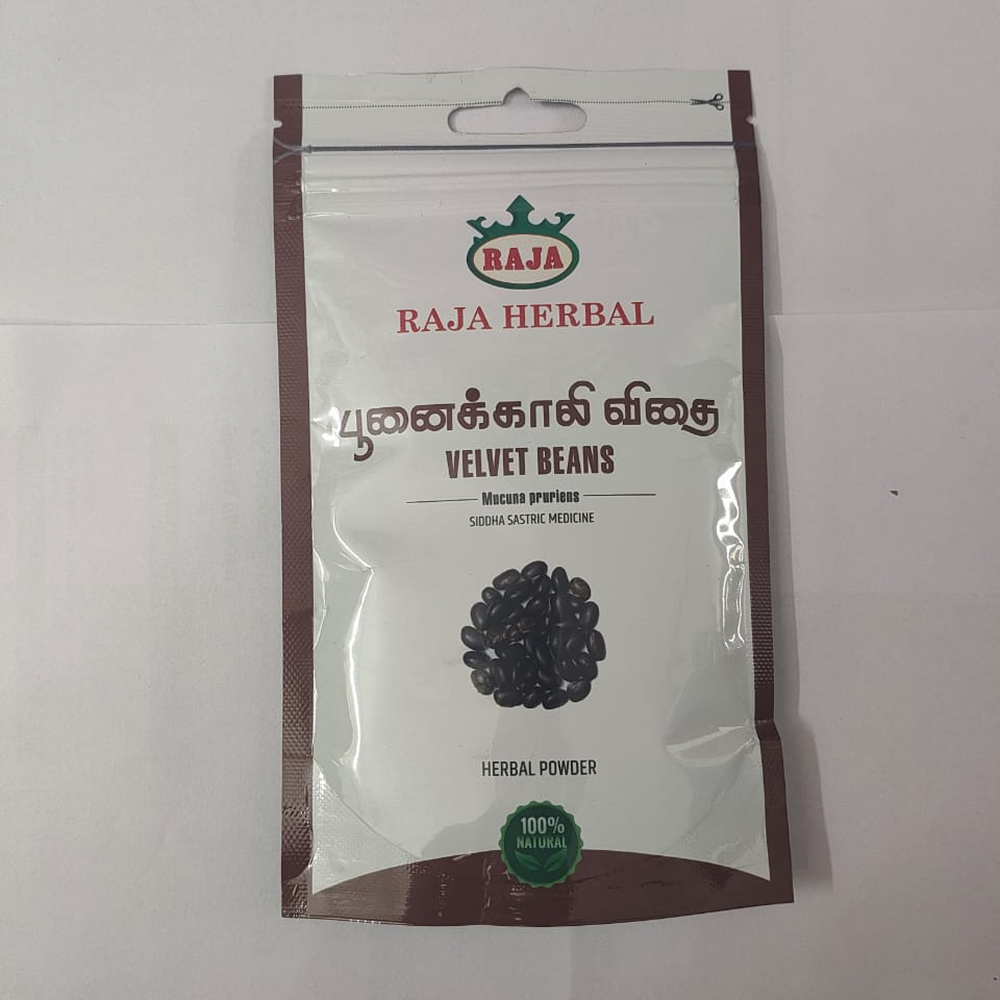 RAJA
RAJA HERBAL
பூனைக்காலி விதை
VELVET BEANS
Mucuna pruriens
SIDDHA SASTRIC MEDICINE
HERBAL POWDER
100%
NATURAL